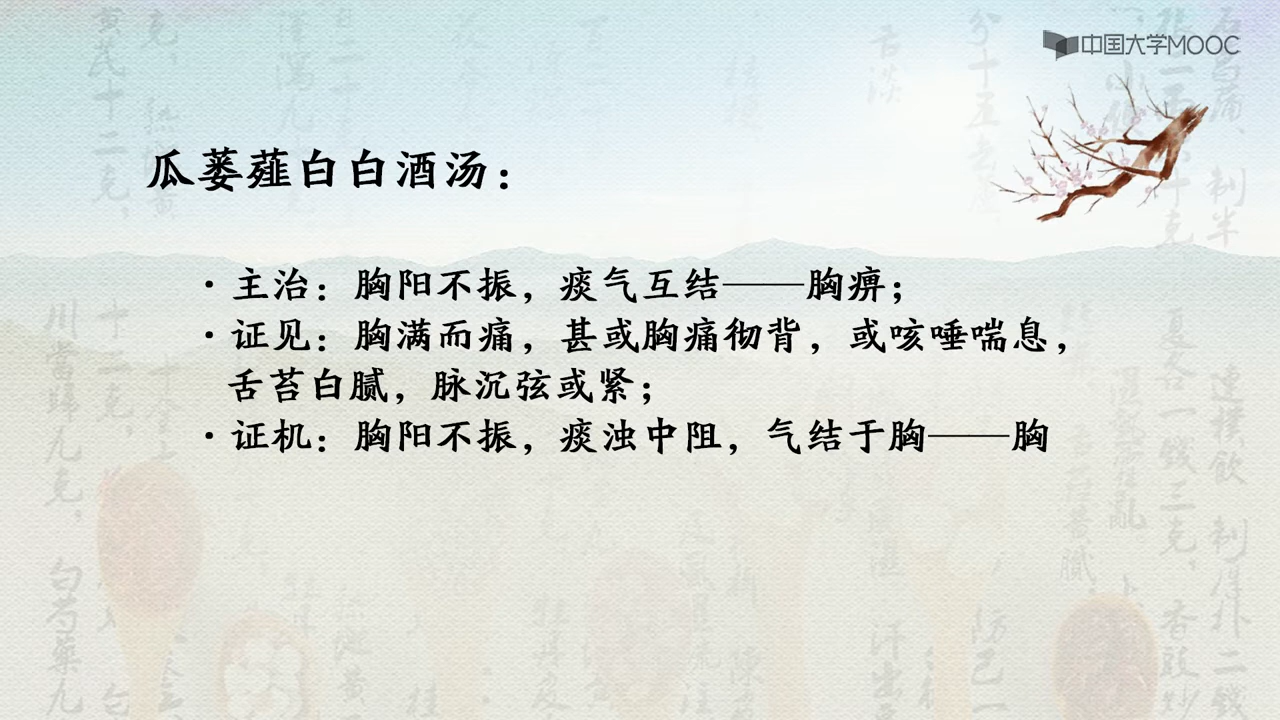 中国大学MOOC
瓜蒌薤白白酒汤：
·主治：胸阳不振，痰气互结——胸痹；
·证见：胸满而痛，甚或胸痛彻背，或咳唾喘息，
舌苔白腻，脉沉弦或紧；
·证机：胸阳不振，痰浊中阻，气结于胸——胸